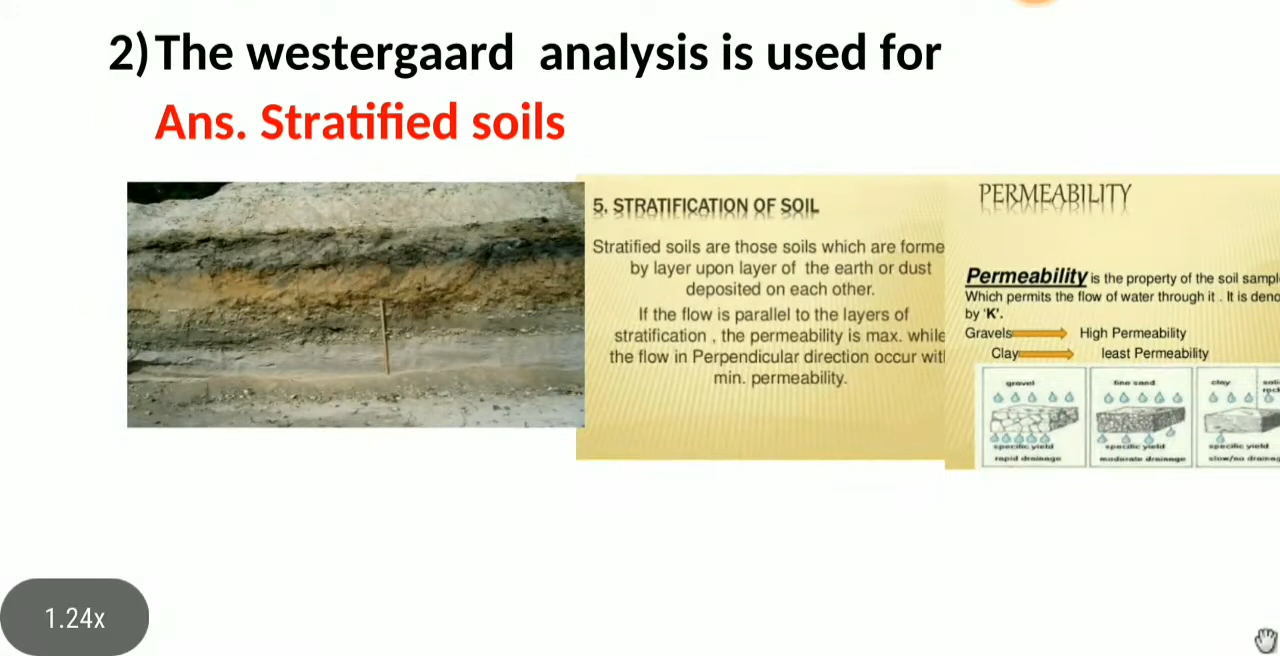 2) The westergaard analysis is used for
Ans. Stratified soils
5. STRATIFICATION OF SOIL
Stratified soils are those soils which are forme
by layer upon layer of the earth or dust
deposited on each other.
If the flow is parallel to the layers of
stratification , the permeability is max. while
the flow in Perpendicular direction occur wit
min. permeability.
PERMEABILITY
Permeability is the property of the soil sampl
Which permits the flow of water through it . It is deno
by 'K'.
Gravels High Permeability
Clay least Permeability
gravel
specific yield
rapid drainage
fine sand
specific yield
moderate drainage
clay
specific yield
slow/no drainag
1.24x